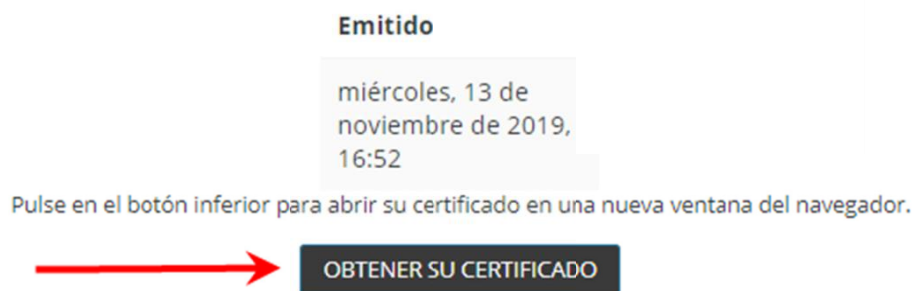 Emitido
miércoles, 13 de
noviembre de 2019,
16:52
Pulse en el botón inferior para abrir su certificado en una nueva ventana del navegador.
OBTENER SU CERTIFICADO